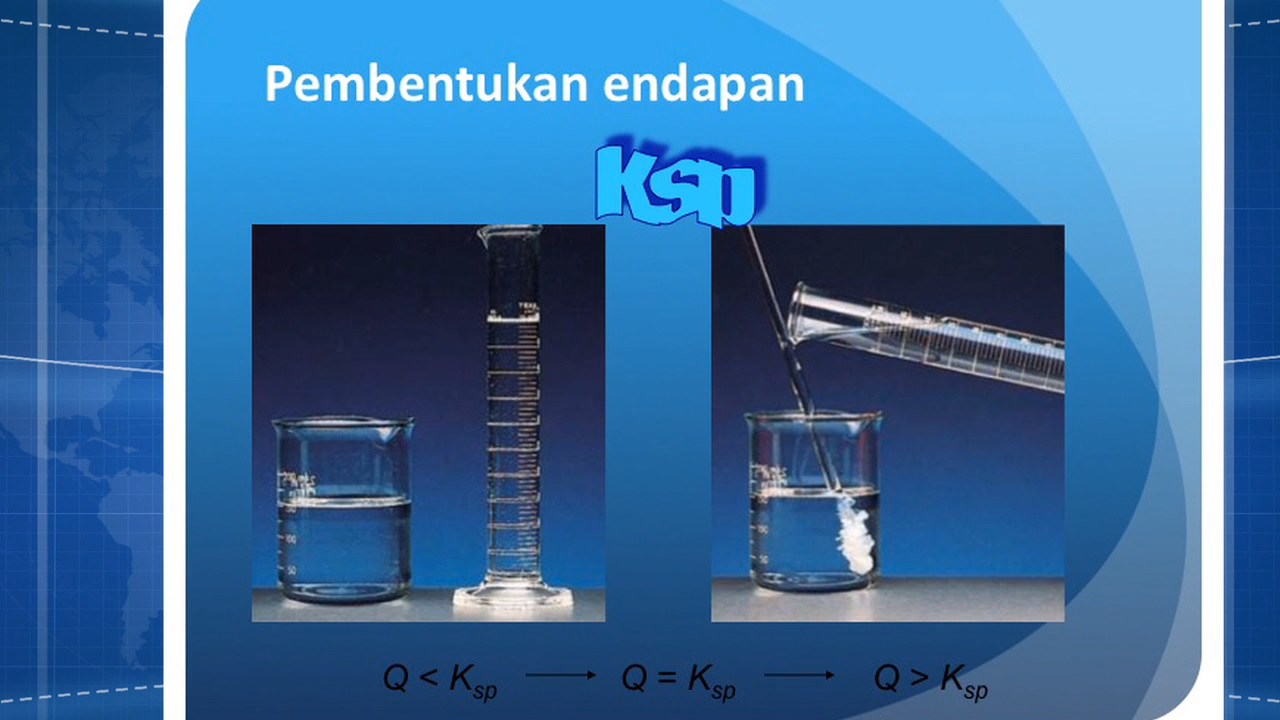 Pembentukan endapan
Ksp
Q < Ksp → Q = Ksp → Q > Ksp